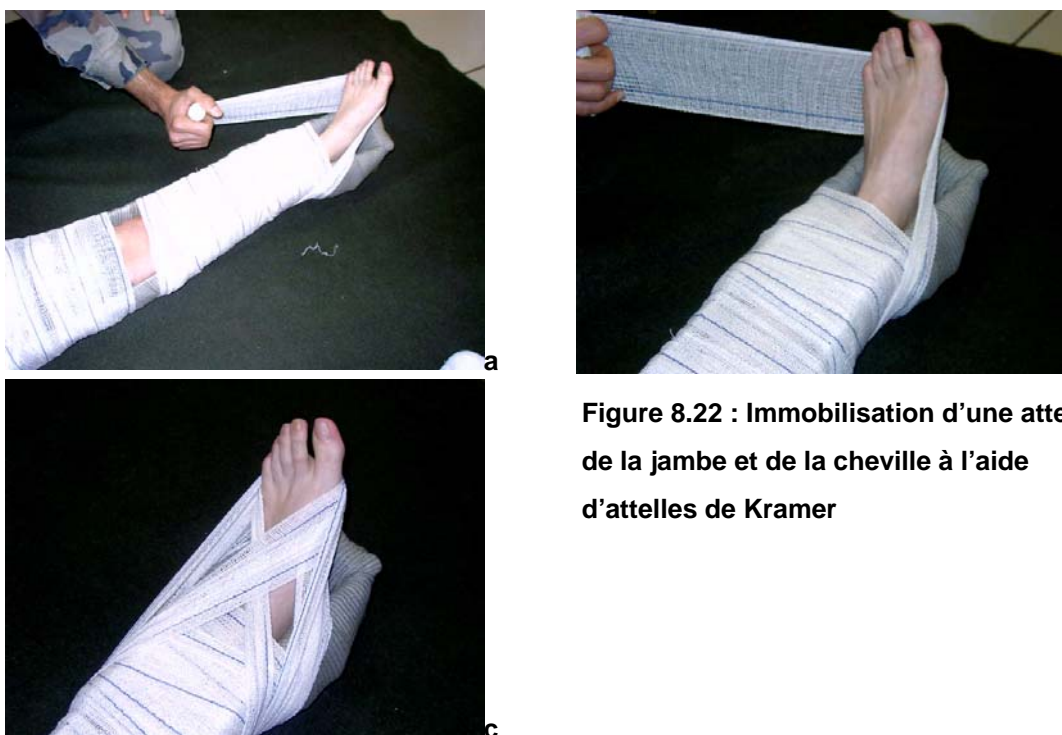 a
Figure 8.22 : Immobilisation d’une atte
de la jambe et de la cheville à l’aide
d’attelles de Kramer
c